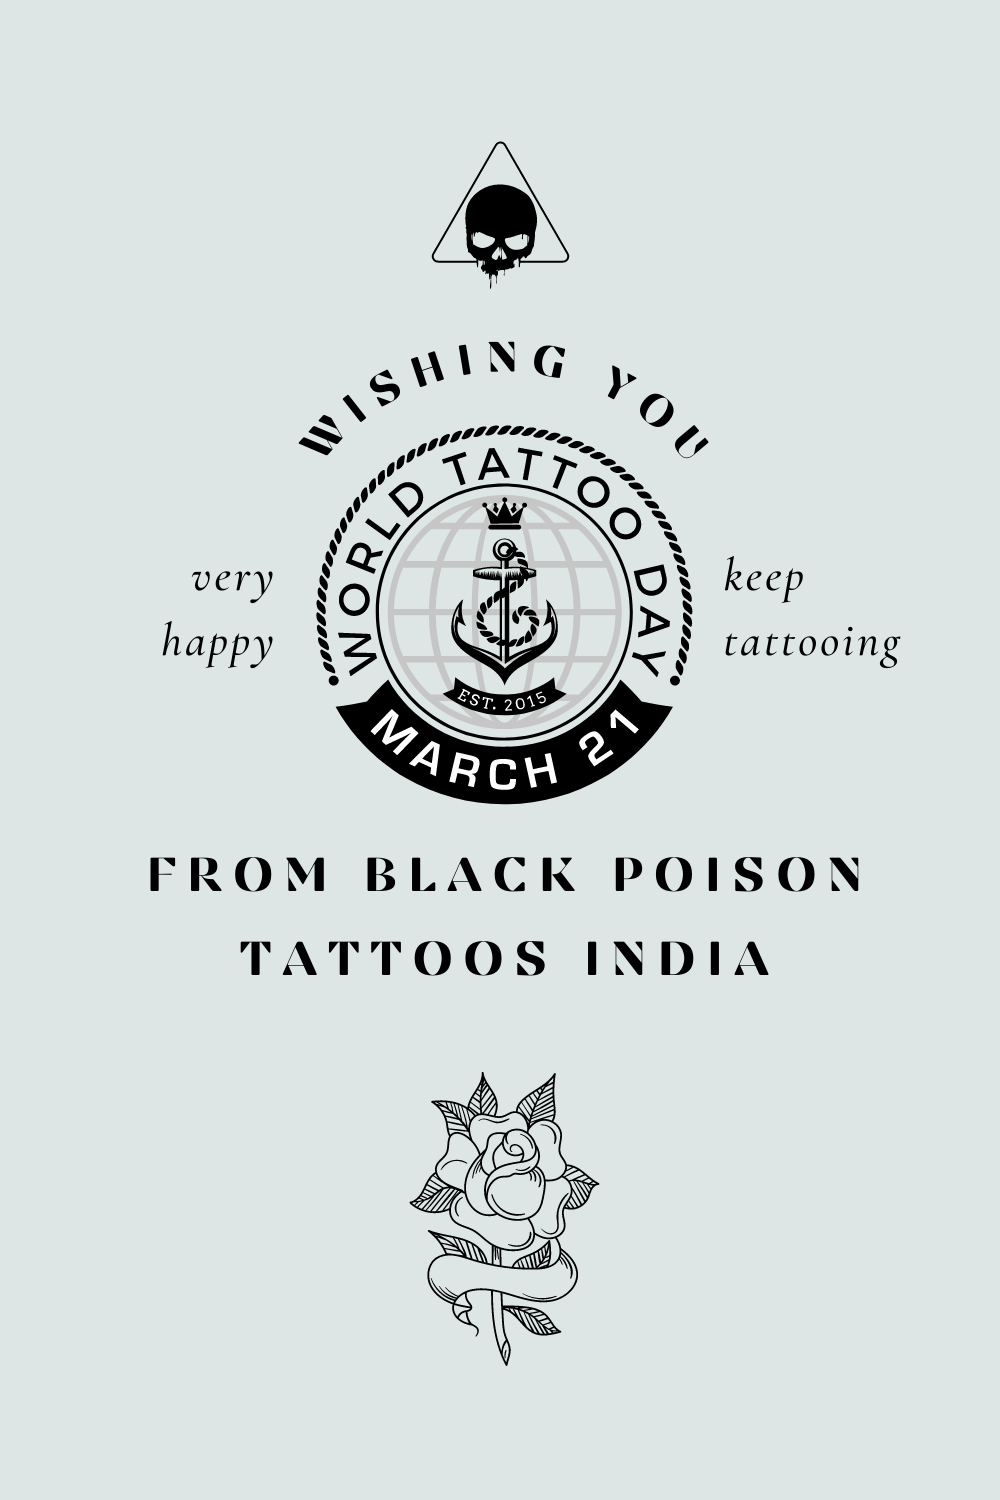 WISHING YOU
very
happy
WORLD TATTOO DAY
EST. 2015
MARCH 21
keep
tattooing
FROM BLACK POISON
TATTOOS INDIA